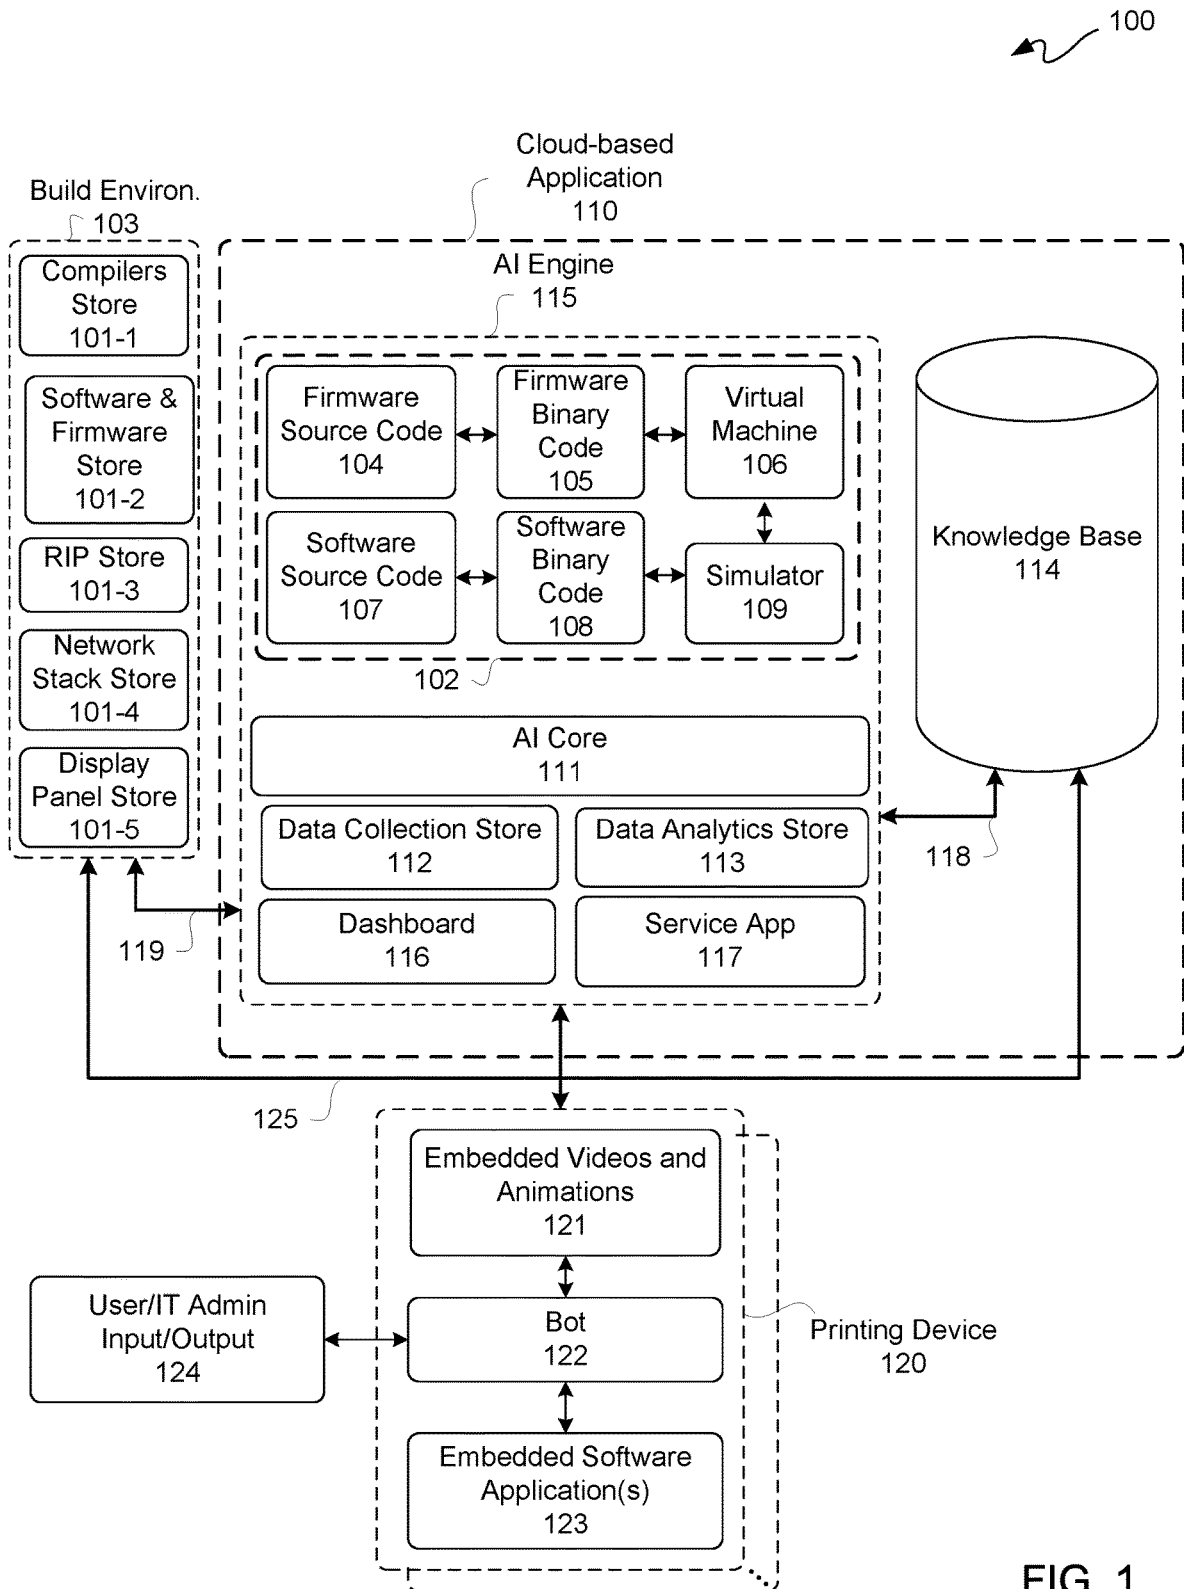 100
Cloud-based
Application
110
Build Environ.
103
Compilers
Store
101-1
Software &
Firmware
Store
101-2
RIP Store
101-3
Network
Stack Store
101-4
Display
Panel Store
101-5
AI Engine
115
Firmware
Source Code
104
Firmware
Binary
Code
105
Virtual
Machine
106
Software
Source Code
107
Software
Binary
Code
108
Simulator
109
102
AI Core
111
Data Collection Store
112
Data Analytics Store
113
Dashboard
116
Service App
117
Knowledge Base
114
118
119
125
Embedded Videos and
Animations
121
User/IT Admin
Input/Output
124
Bot
122
Printing Device
120
Embedded Software
Application(s)
123
FIG. 1